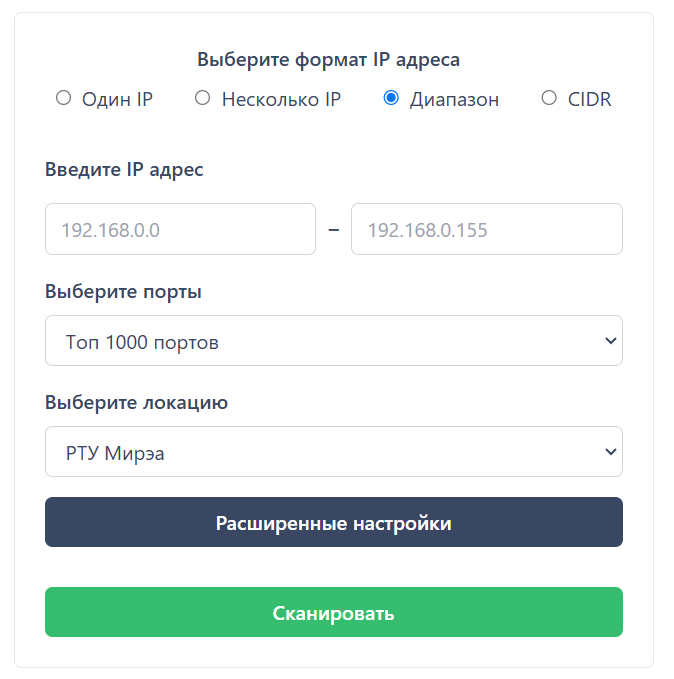 Выберите формат IP адреса
Один IP Несколько IP Диапазон CIDR
Введите IP адрес
192.168.0.0 – 192.168.0.155
Выберите порты
Топ 1000 портов
Выберите локацию
РТУ Мирэа
Расширенные настройки
Сканировать